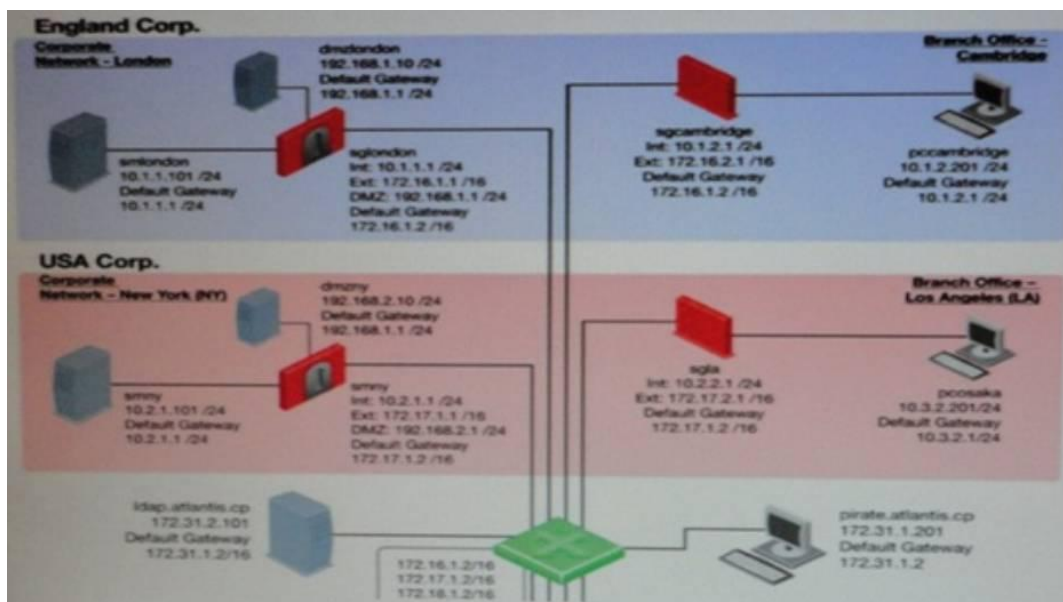 England Corp.
Corporate
Network - London
dmzlondon
192.168.1.10 /24
Default Gateway
192.168.1.1 /24
smlondon
10.1.1.101 /24
Default Gateway
10.1.1.1 /24
sglondon
Int: 10.1.1.1 /24
Ext: 172.16.1.1 /16
DMZ: 192.168.1.1 /24
Default Gateway
172.16.1.2 /16
sgcambridge
Int: 10.1.2.1 /24
Ext: 172.16.2.1 /16
Default Gateway
172.16.1.2 /16
Branch Office -
Cambridge
pccambridge
10.1.2.201 /24
Default Gateway
10.1.2.1 /24
USA Corp.
Corporate
Network - New York (NY)
dmzny
192.168.2.10 /24
Default Gateway
192.168.1.1 /24
smny
10.2.1.101 /24
Default Gateway
10.2.1.1 /24
smny
Int: 10.2.1.1 /24
Ext: 172.17.1.1 /16
DMZ: 192.168.2.1 /24
Default Gateway
172.17.1.2 /16
sgla
Int: 10.2.2.1 /24
Ext: 172.17.2.1 /16
Default Gateway
172.17.1.2 /16
Branch Office –
Los Angeles (LA)
pcosaka
10.3.2.201/24
Default Gateway
10.3.2.1/24
ldap.atlantis.cp
172.31.2.101
Default Gateway
172.31.1.2/16
172.16.1.2/16
172.17.1.2/16
172.18.1.2/16
pirate.atlantis.cp
172.31.1.201
Default Gateway
172.31.1.2